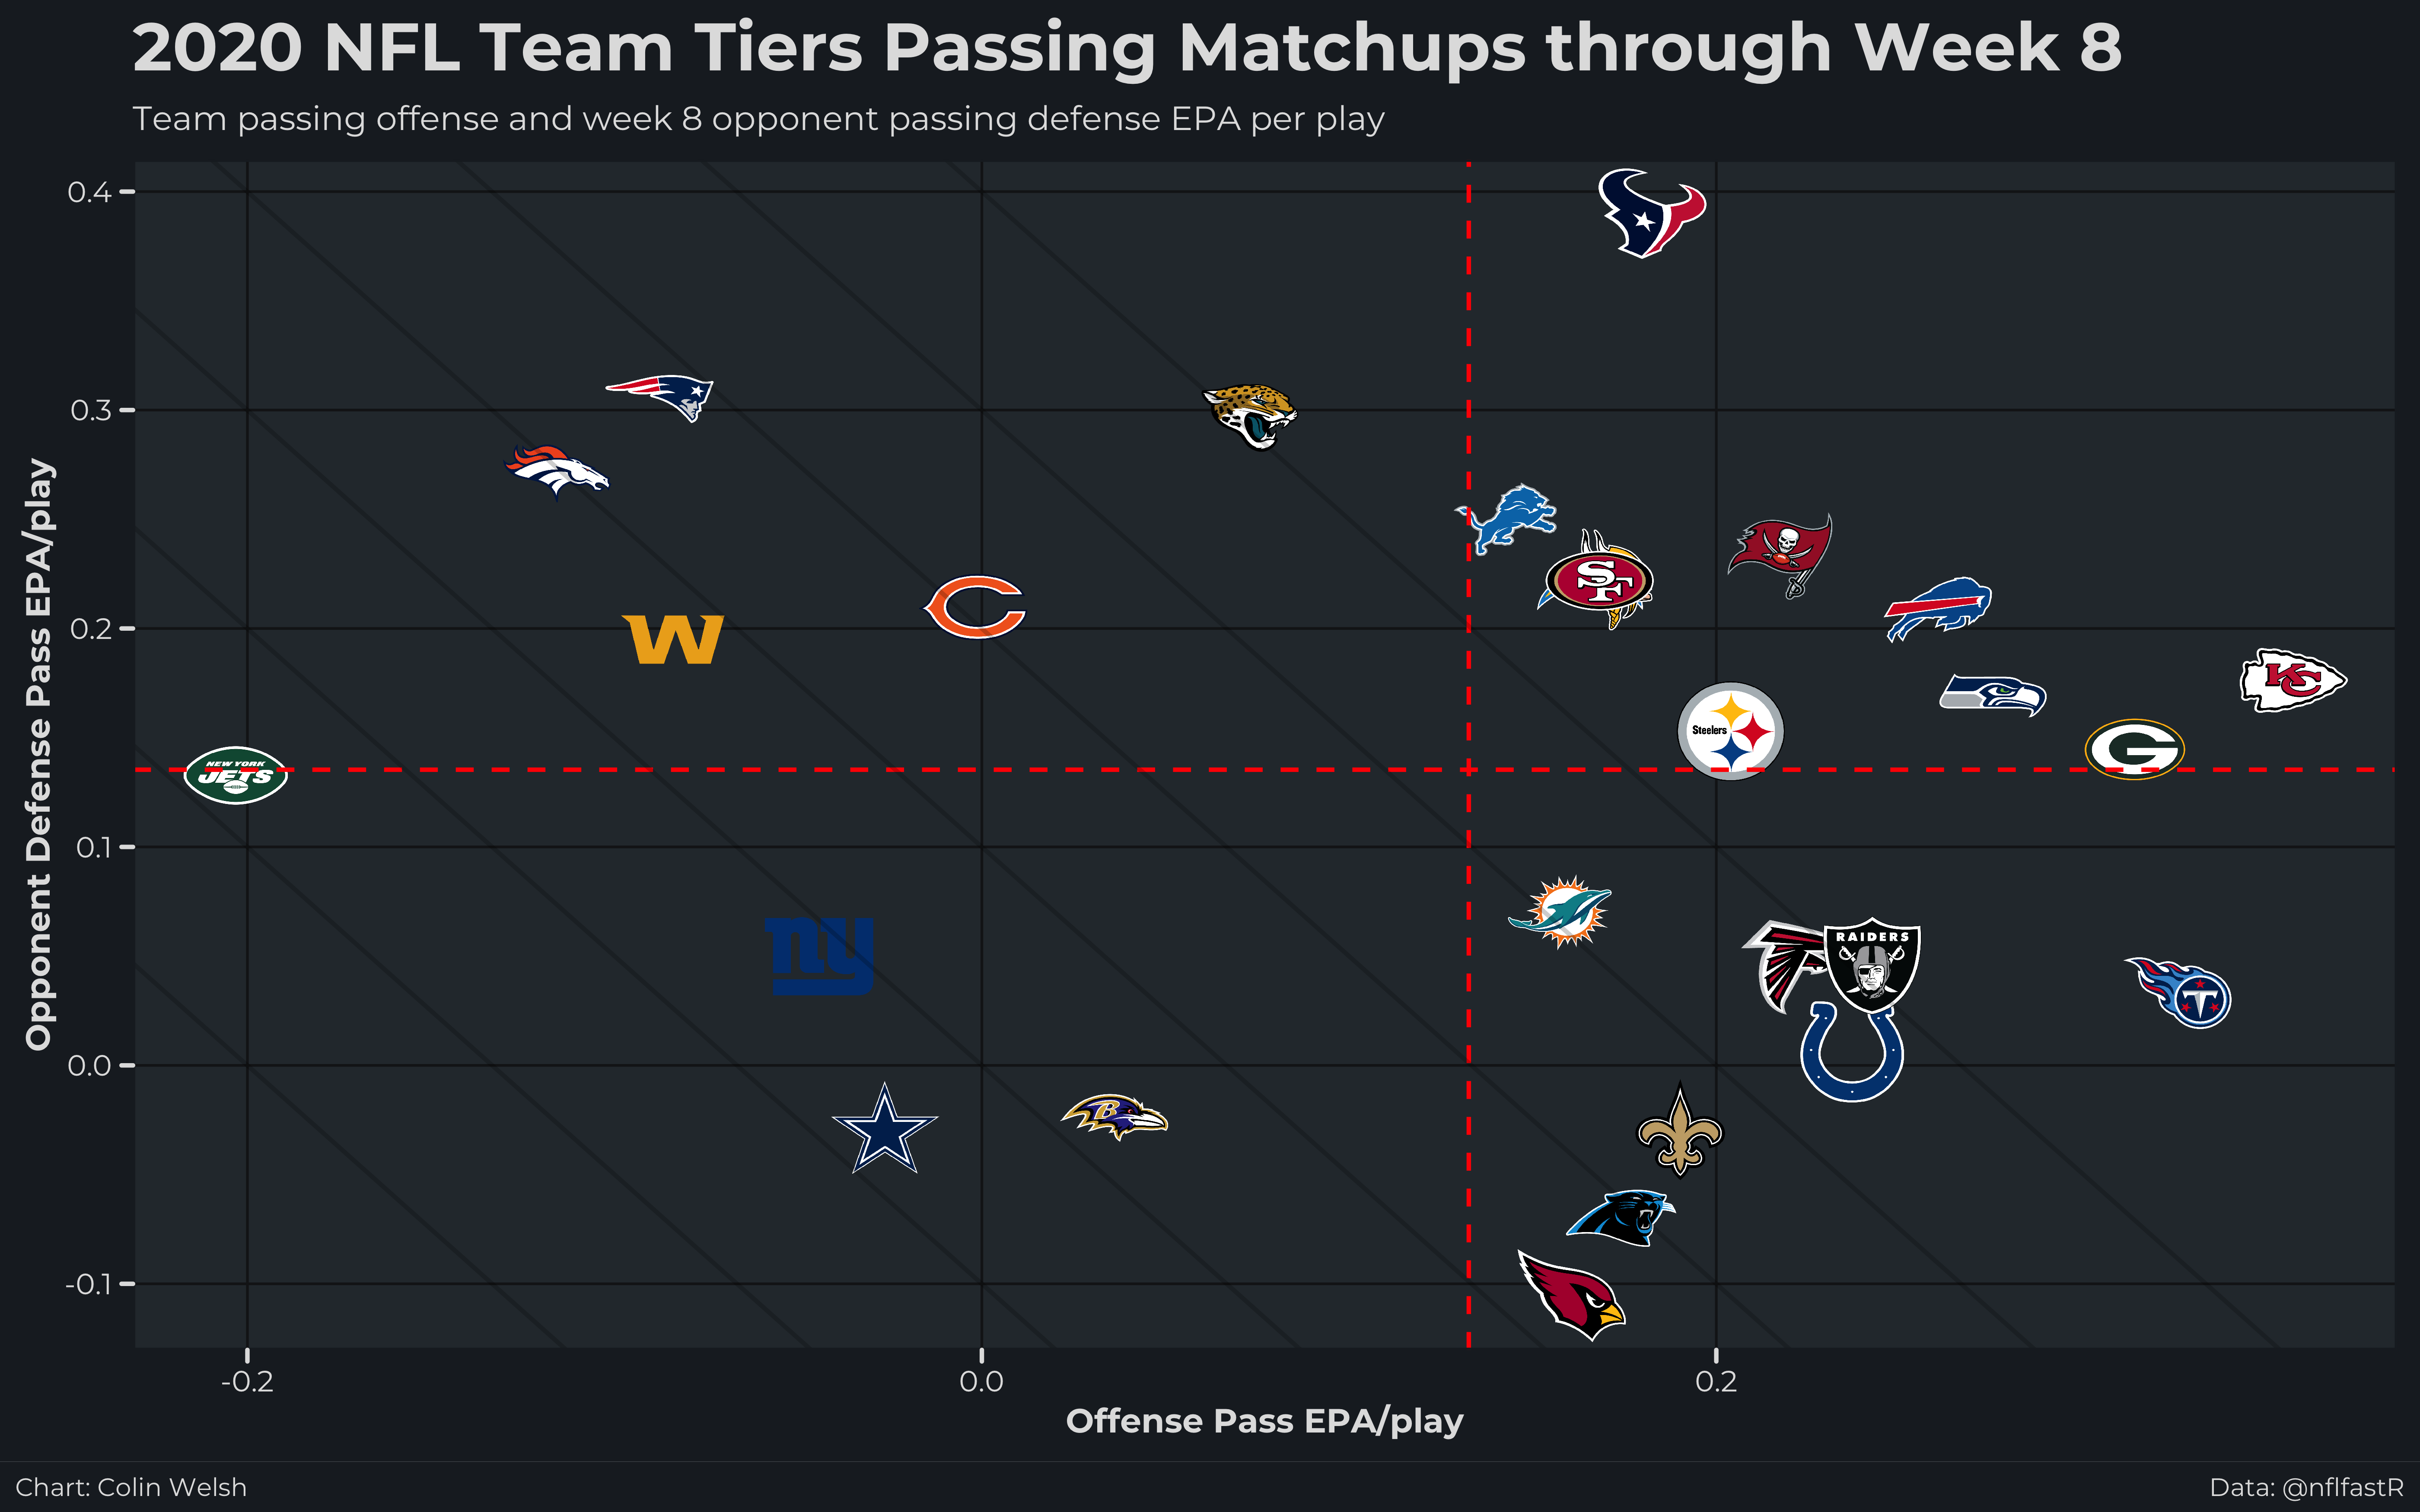 2020 NFL Team Tiers Passing Matchups through Week 8
Team passing offense and week 8 opponent passing defense EPA per play
Opponent Defense Pass EPA/play
0.4
0.3
0.2
0.1
0.0
-0.1
W
C
SF
KC
Steelers
G
NEW YORK
JETS
ny
RAIDERS
T
B
-0.2
0.0
0.2
Offense Pass EPA/play
Chart: Colin Welsh
Data: @nflfastR